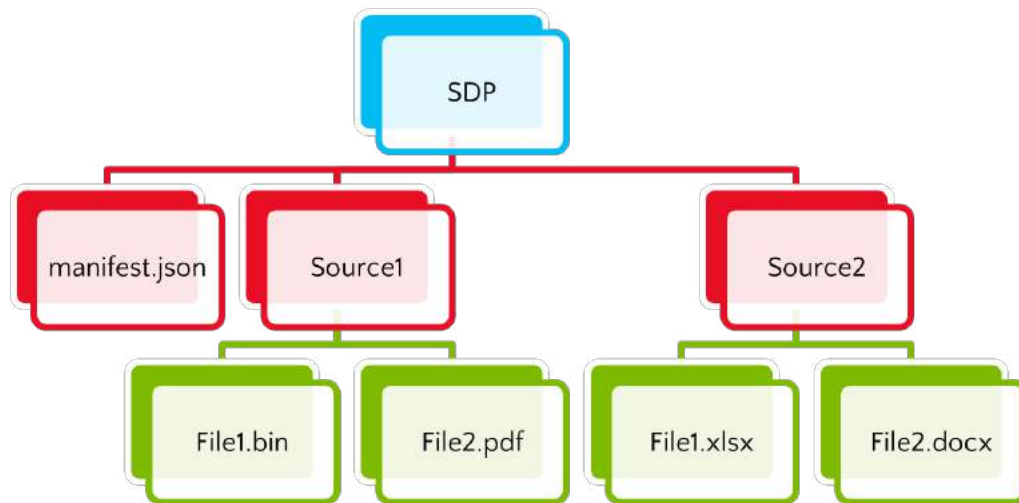 SDP
manifest.json
Source1
Source2
File1.bin
File2.pdf
File1.xlsx
File2.docx